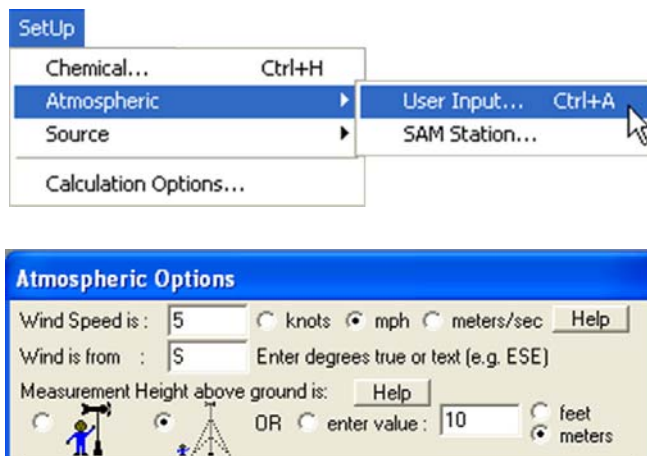 SetUp
Chemical... Ctrl+H
Atmospheric
User Input... Ctrl+A
Source
SAM Station...
Calculation Options...
Atmospheric Options
Wind Speed is : 5 knots mph meters/sec Help
Wind is from : S Enter degrees true or text (e.g. ESE)
Measurement Height above ground is: Help
OR enter value : 10 feet
meters